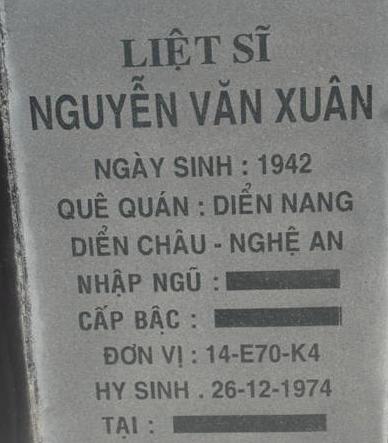 LIỆT SĨ
NGUYỄN VĂN XUÂN
NGÀY SINH : 1942
QUÊ QUÁN : DIỂN NANG
DIỂN CHÂU - NGHỆ AN
NHẬP NGŨ :
CẤP BẬC :
ĐƠN VỊ : 14-E70-K4
HY SINH . 26-12-1974
TẠI :